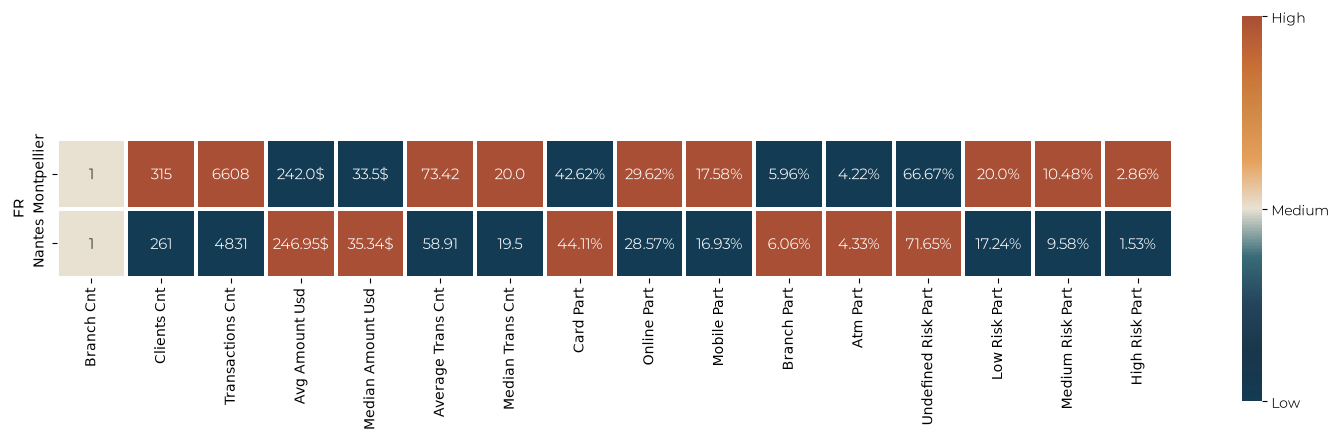 High
Medium
Low
FR
Montpellier
1 315 6608 242.0$ 33.5$ 73.42 20.0 42.62% 29.62% 17.58% 5.96% 4.22% 66.67% 20.0% 10.48% 2.86%
Nantes
1 261 4831 246.95$ 35.34$ 58.91 19.5 44.11% 28.57% 16.93% 6.06% 4.33% 71.65% 17.24% 9.58% 1.53%
Branch Cnt
Clients Cnt
Transactions Cnt
Avg Amount Usd
Median Amount Usd
Average Trans Cnt
Median Trans Cnt
Card Part
Online Part
Mobile Part
Branch Part
Atm Part
Undefined Risk Part
Low Risk Part
Medium Risk Part
High Risk Part